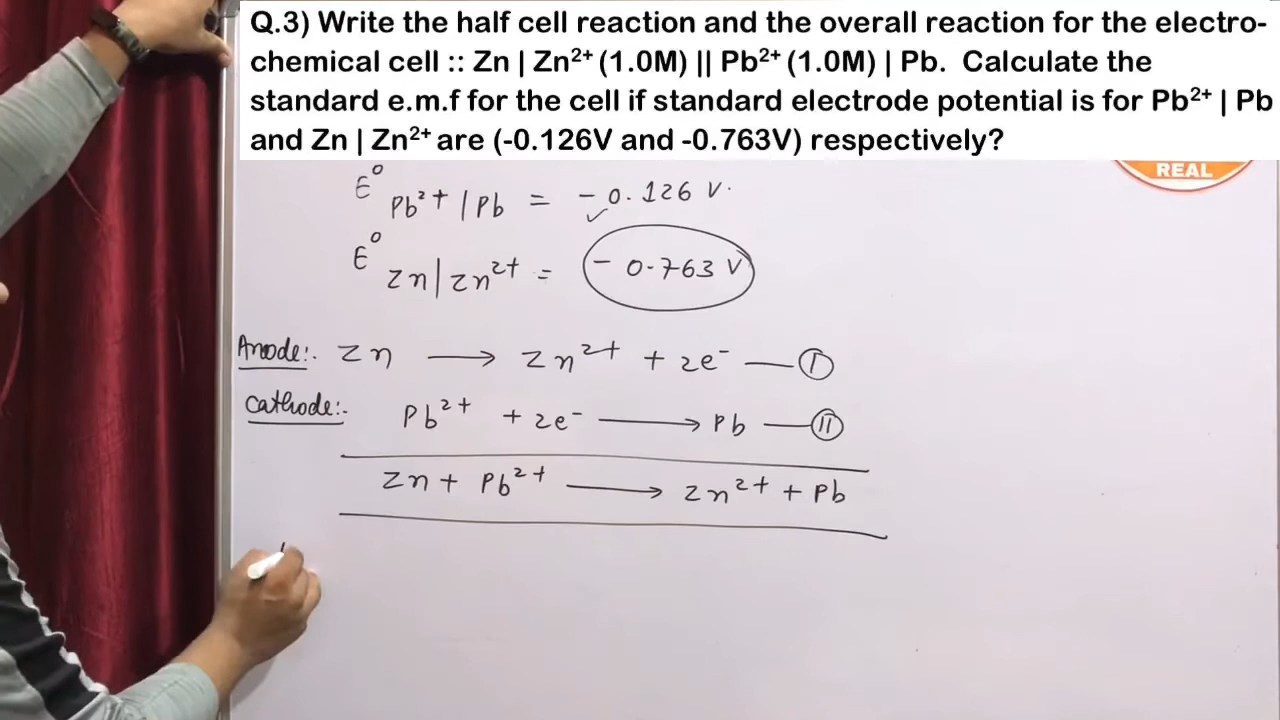 Q.3) Write the half cell reaction and the overall reaction for the electro-
chemical cell :: Zn | Zn²⁺ (1.0M) || Pb²⁺ (1.0M) | Pb. Calculate the
standard e.m.f for the cell if standard electrode potential is for Pb²⁺ | Pb
and Zn | Zn²⁺ are (-0.126V and -0.763V) respectively?
REAL
E⁰ Pb²⁺ | Pb = - 0.126 V.
E⁰ Zn | Zn²⁺ = - 0.763 V
Anode:. Zn ⟶ Zn²⁺ + 2e⁻ — Ⅰ
Cathode:. Pb²⁺ + 2e⁻ ⟶ Pb — Ⅱ
Zn + Pb²⁺ ⟶ Zn²⁺ + Pb